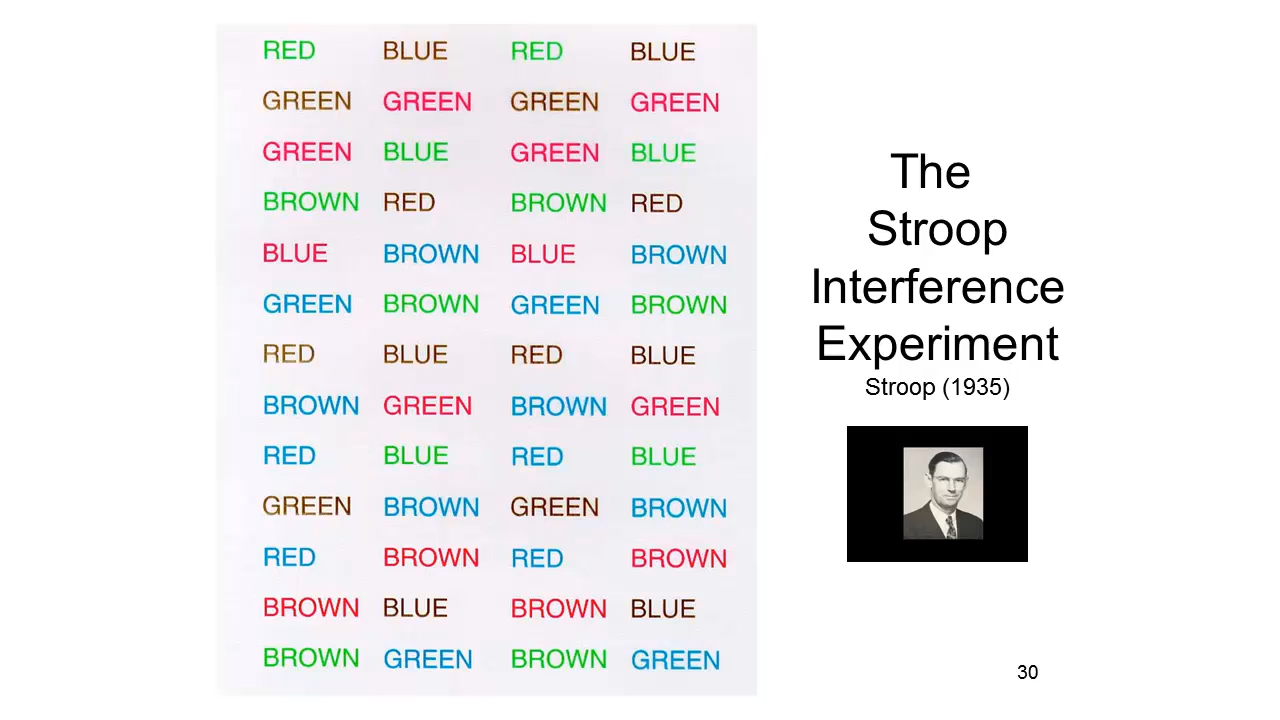 RED BLUE RED BLUE
GREEN GREEN GREEN GREEN
GREEN BLUE GREEN BLUE
BROWN RED BROWN RED
BLUE BROWN BLUE BROWN
GREEN BROWN GREEN BROWN
RED BLUE RED BLUE
BROWN GREEN BROWN GREEN
RED BLUE RED BLUE
GREEN BROWN GREEN BROWN
RED BROWN RED BROWN
BROWN BLUE BROWN BLUE
BROWN GREEN BROWN GREEN
The
Stroop
Interference
Experiment
Stroop (1935)
30